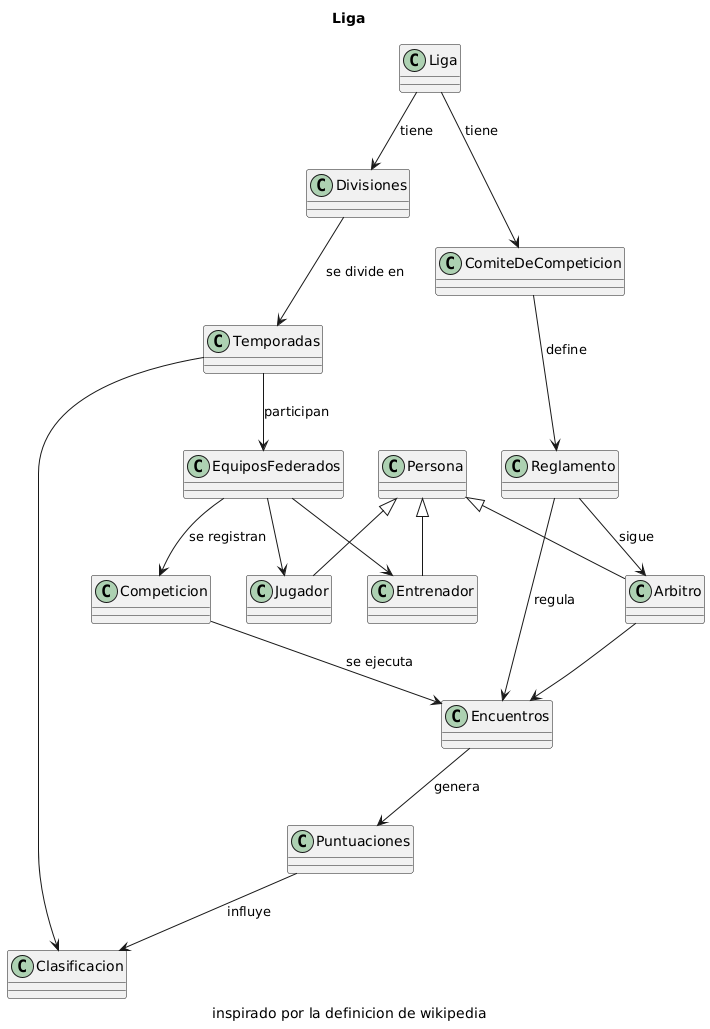 Liga
C Liga
tiene
tiene
C Divisiones
C ComiteDeCompeticion
se divide en
C Temporadas
define
participan
C EquiposFederados
C Persona
C Reglamento
se registran
sigue
C Competicion
C Jugador
C Entrenador
C Arbitro
regula
se ejecuta
C Encuentros
genera
C Puntuaciones
influye
C Clasificacion
inspirado por la definicion de wikipedia